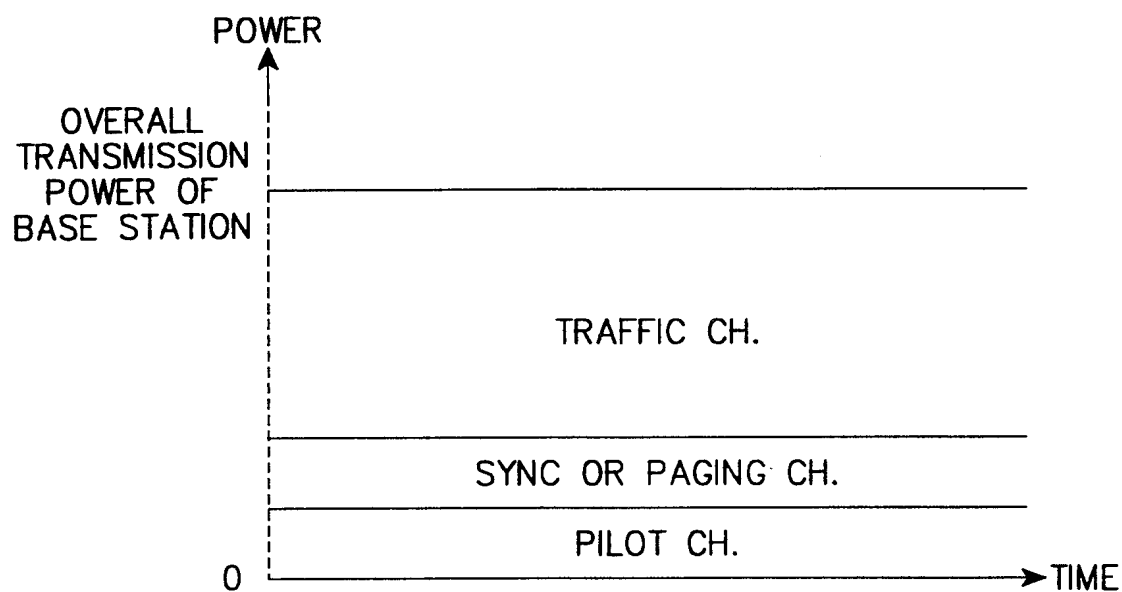 POWER
OVERALL
TRANSMISSION
POWER OF
BASE STATION
TRAFFIC CH.
SYNC OR PAGING CH.
PILOT CH.
0
TIME